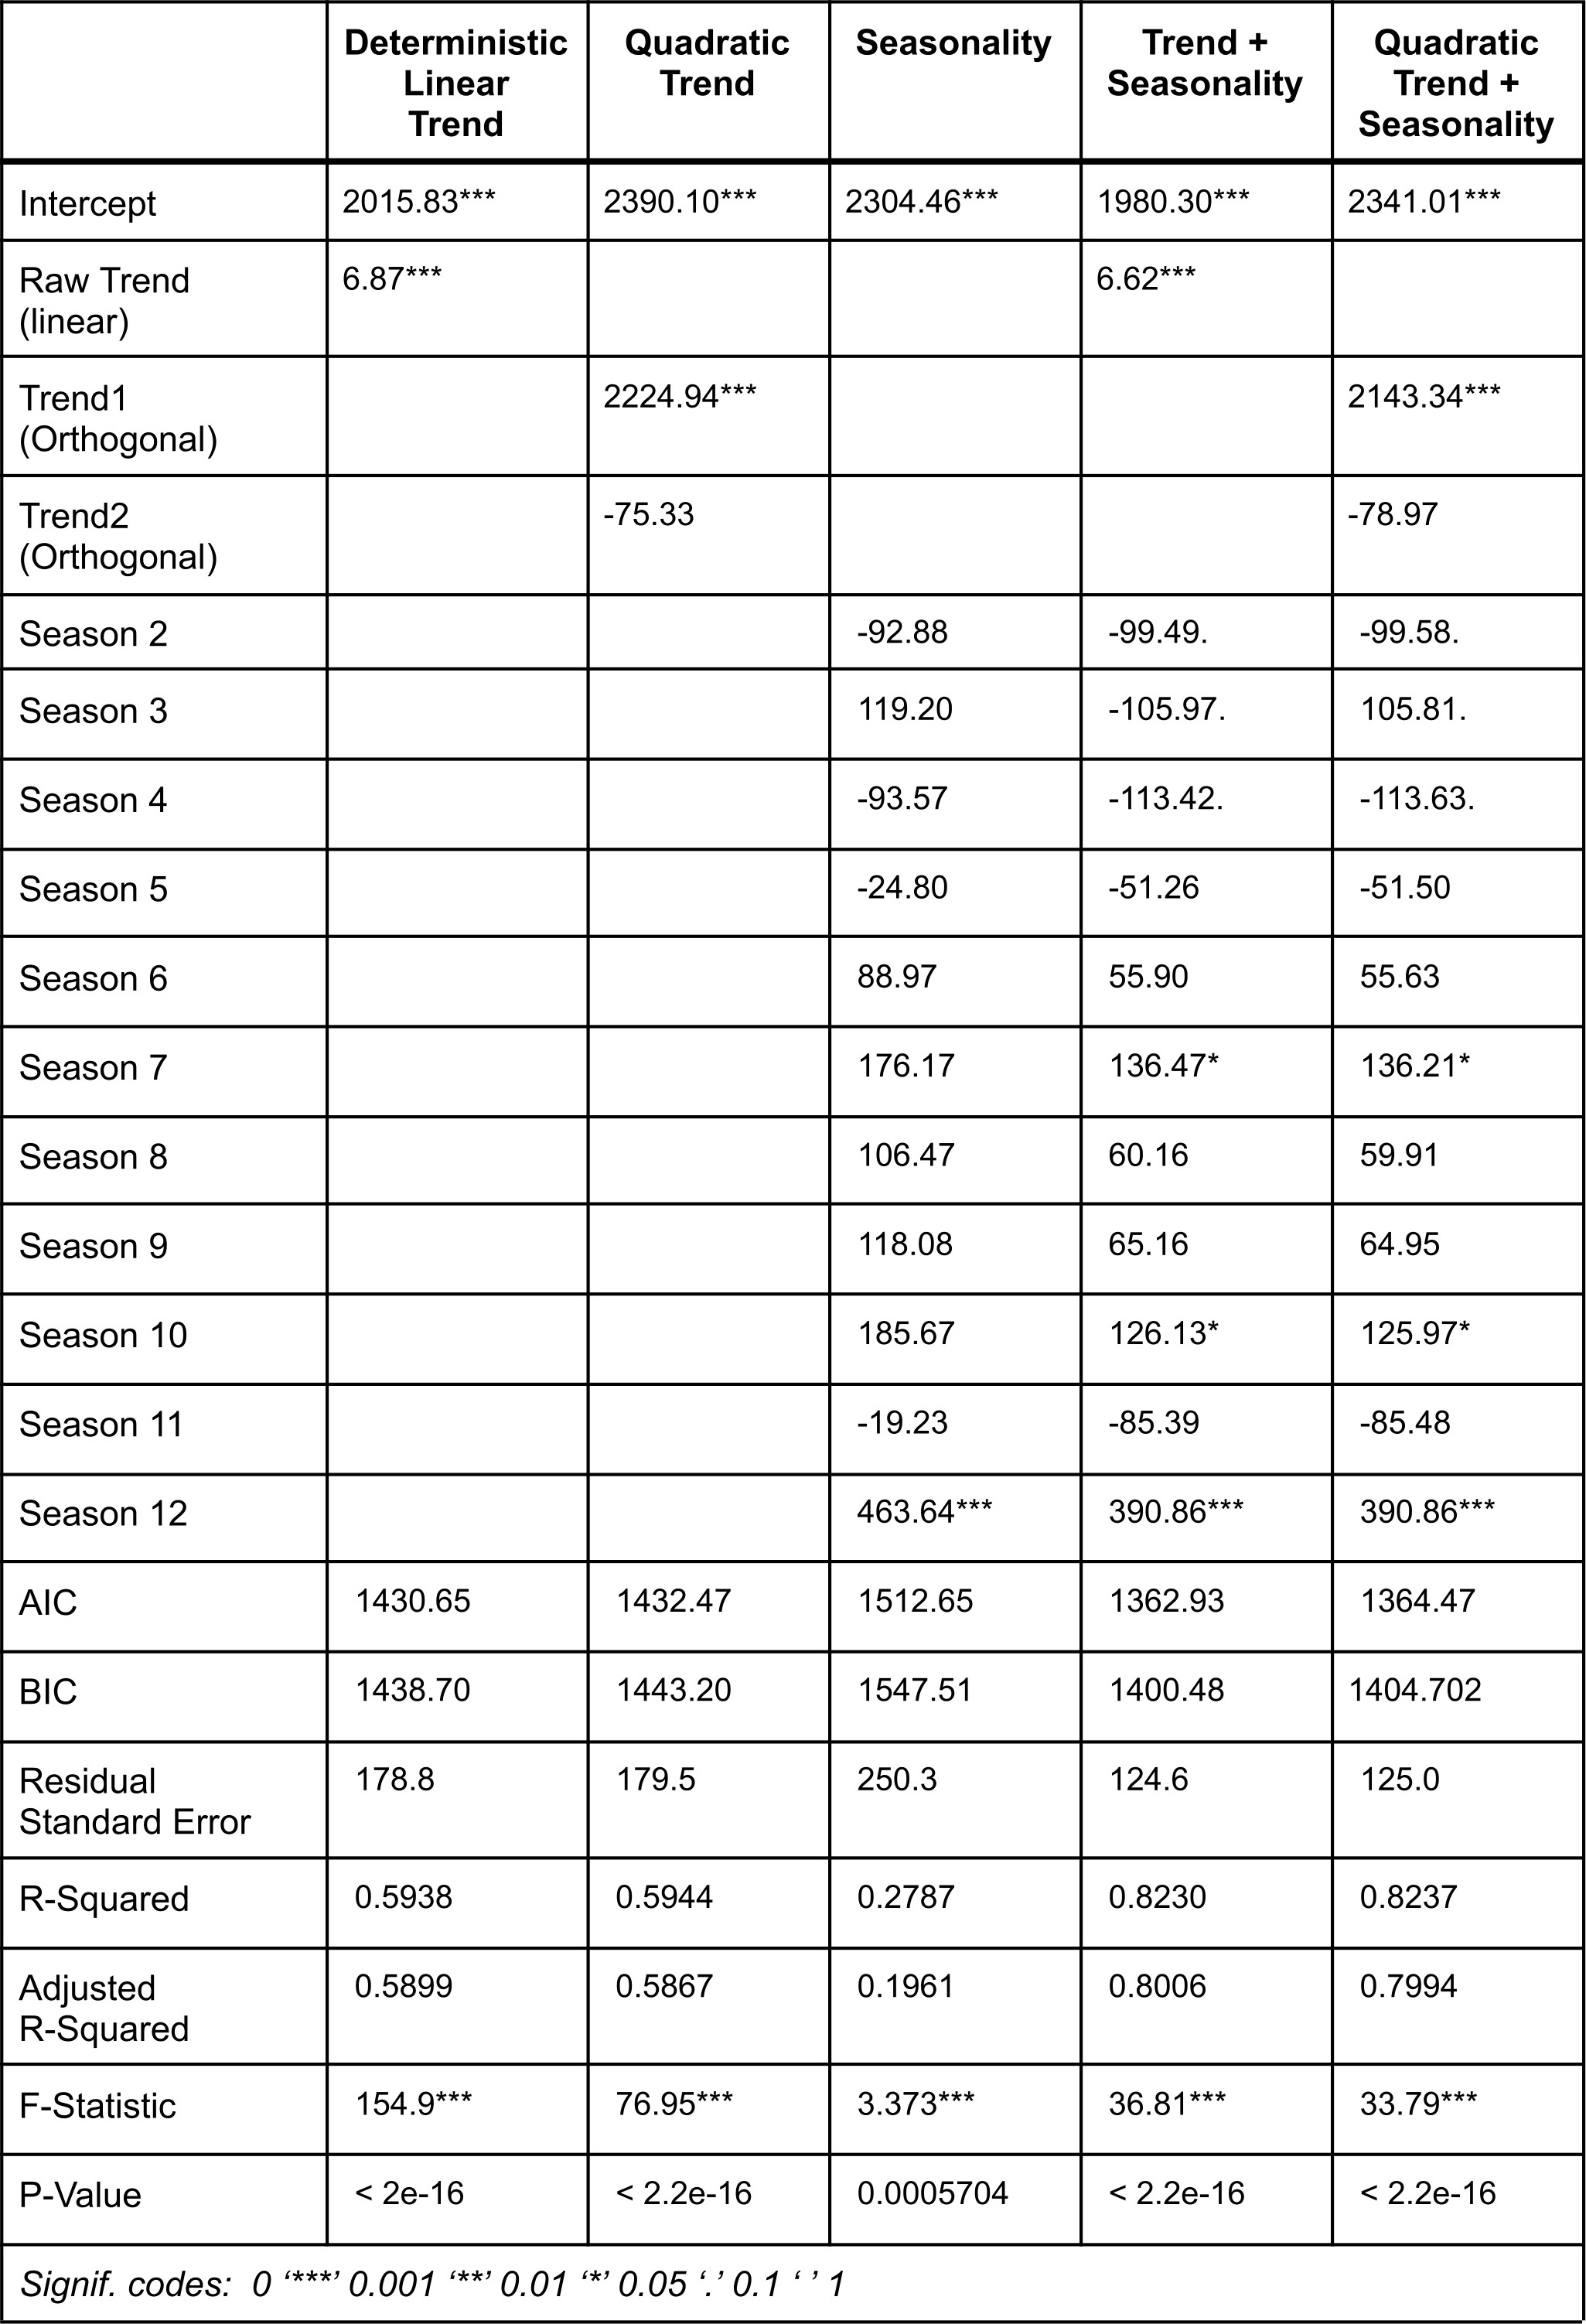 Deterministic Linear Trend Quadratic Trend Seasonality Trend + Seasonality Quadratic Trend + Seasonality
Intercept 2015.83*** 2390.10*** 2304.46*** 1980.30*** 2341.01***
Raw Trend (linear) 6.87*** 6.62***
Trend1 (Orthogonal) 2224.94*** 2143.34***
Trend2 (Orthogonal) -75.33 -78.97
Season 2 -92.88 -99.49. -99.58.
Season 3 119.20 -105.97. 105.81.
Season 4 -93.57 -113.42. -113.63.
Season 5 -24.80 -51.26 -51.50
Season 6 88.97 55.90 55.63
Season 7 176.17 136.47* 136.21*
Season 8 106.47 60.16 59.91
Season 9 118.08 65.16 64.95
Season 10 185.67 126.13* 125.97*
Season 11 -19.23 -85.39 -85.48
Season 12 463.64*** 390.86*** 390.86***
AIC 1430.65 1432.47 1512.65 1362.93 1364.47
BIC 1438.70 1443.20 1547.51 1400.48 1404.702
Residual Standard Error 178.8 179.5 250.3 124.6 125.0
R-Squared 0.5938 0.5944 0.2787 0.8230 0.8237
Adjusted R-Squared 0.5899 0.5867 0.1961 0.8006 0.7994
F-Statistic 154.9*** 76.95*** 3.373*** 36.81*** 33.79***
P-Value < 2e-16 < 2.2e-16 0.0005704 < 2.2e-16 < 2.2e-16
Signif. codes: 0 ‘***’ 0.001 ‘**’ 0.01 ‘*’ 0.05 ‘.’ 0.1 ‘ ’ 1